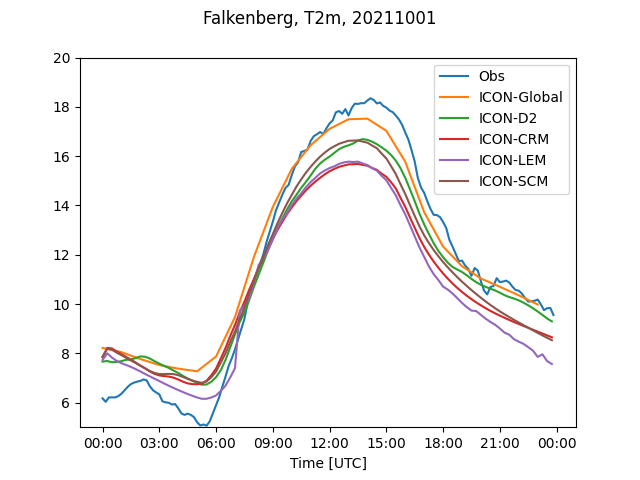 Falkenberg, T2m, 20211001
20
18
16
14
12
10
8
6
Obs
ICON-Global
ICON-D2
ICON-CRM
ICON-LEM
ICON-SCM
00:00 03:00 06:00 09:00 12:00 15:00 18:00 21:00 00:00
Time [UTC]